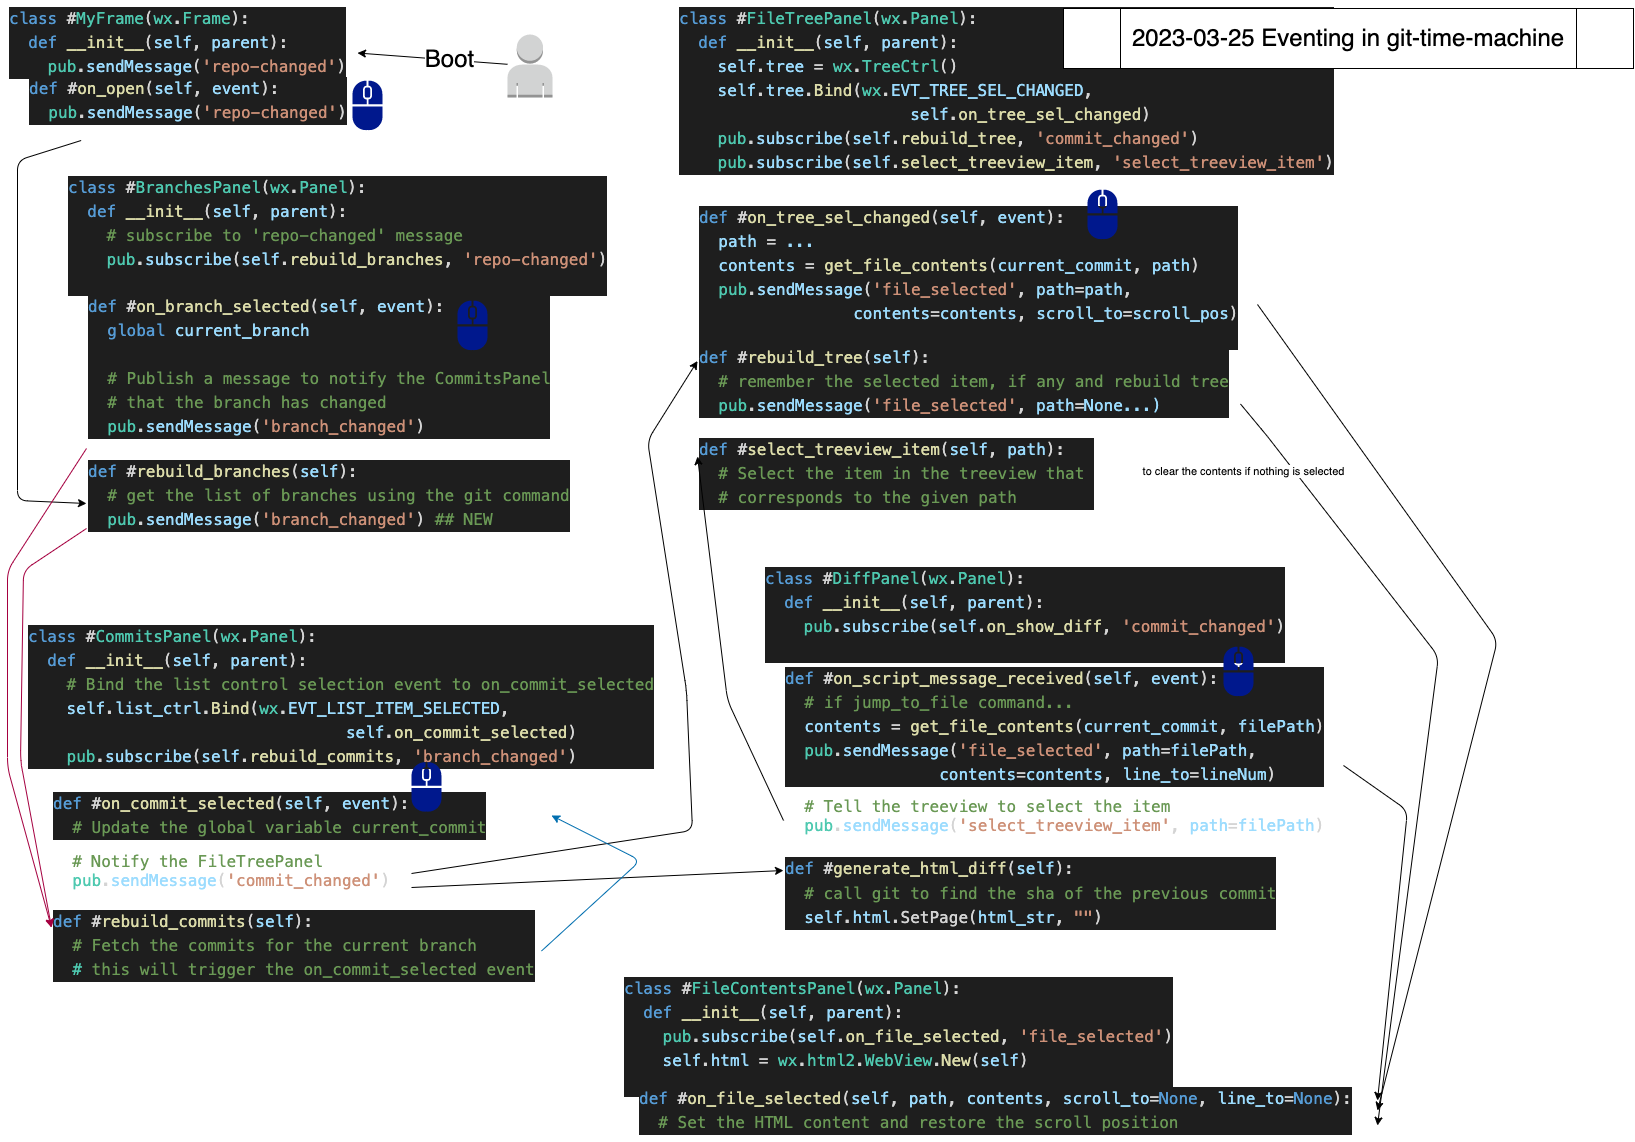 class #MyFrame(wx.Frame):
def __init__(self, parent):
pub.sendMessage('repo-changed')
def #on_open(self, event):
pub.sendMessage('repo-changed')
Boot
class #BranchesPanel(wx.Panel):
def __init__(self, parent):
# subscribe to 'repo-changed' message
pub.subscribe(self.rebuild_branches, 'repo-changed')
def #on_branch_selected(self, event):
global current_branch
# Publish a message to notify the CommitsPanel
# that the branch has changed
pub.sendMessage('branch_changed')
def #rebuild_branches(self):
# get the list of branches using the git command
pub.sendMessage('branch_changed') ## NEW
class #CommitsPanel(wx.Panel):
def __init__(self, parent):
# Bind the list control selection event to on_commit_selected
self.list_ctrl.Bind(wx.EVT_LIST_ITEM_SELECTED,
self.on_commit_selected)
pub.subscribe(self.rebuild_commits, 'branch_changed')
def #on_commit_selected(self, event):
# Update the global variable current_commit
# Notify the FileTreePanel
pub.sendMessage('commit_changed')
def #rebuild_commits(self):
# Fetch the commits for the current branch
# this will trigger the on_commit_selected event
class #FileTreePanel(wx.Panel):
def __init__(self, parent):
self.tree = wx.TreeCtrl()
self.tree.Bind(wx.EVT_TREE_SEL_CHANGED,
self.on_tree_sel_changed)
pub.subscribe(self.rebuild_tree, 'commit_changed')
pub.subscribe(self.select_treeview_item, 'select_treeview_item')
2023-03-25 Eventing in git-time-machine
def #on_tree_sel_changed(self, event):
path = ...
contents = get_file_contents(current_commit, path)
pub.sendMessage('file_selected', path=path,
contents=contents, scroll_to=scroll_pos)
def #rebuild_tree(self):
# remember the selected item, if any and rebuild tree
pub.sendMessage('file_selected', path=None...)
def #select_treeview_item(self, path):
# Select the item in the treeview that
# corresponds to the given path
to clear the contents if nothing is selected
class #DiffPanel(wx.Panel):
def __init__(self, parent):
pub.subscribe(self.on_show_diff, 'commit_changed')
def #on_script_message_received(self, event):
# if jump_to_file command...
contents = get_file_contents(current_commit, filePath)
pub.sendMessage('file_selected', path=filePath,
contents=contents, line_to=lineNum)
# Tell the treeview to select the item
pub.sendMessage('select_treeview_item', path=filePath)
def #generate_html_diff(self):
# call git to find the sha of the previous commit
self.html.SetPage(html_str, "")
class #FileContentsPanel(wx.Panel):
def __init__(self, parent):
pub.subscribe(self.on_file_selected, 'file_selected')
self.html = wx.html2.WebView.New(self)
def #on_file_selected(self, path, contents, scroll_to=None, line_to=None):
# Set the HTML content and restore the scroll position